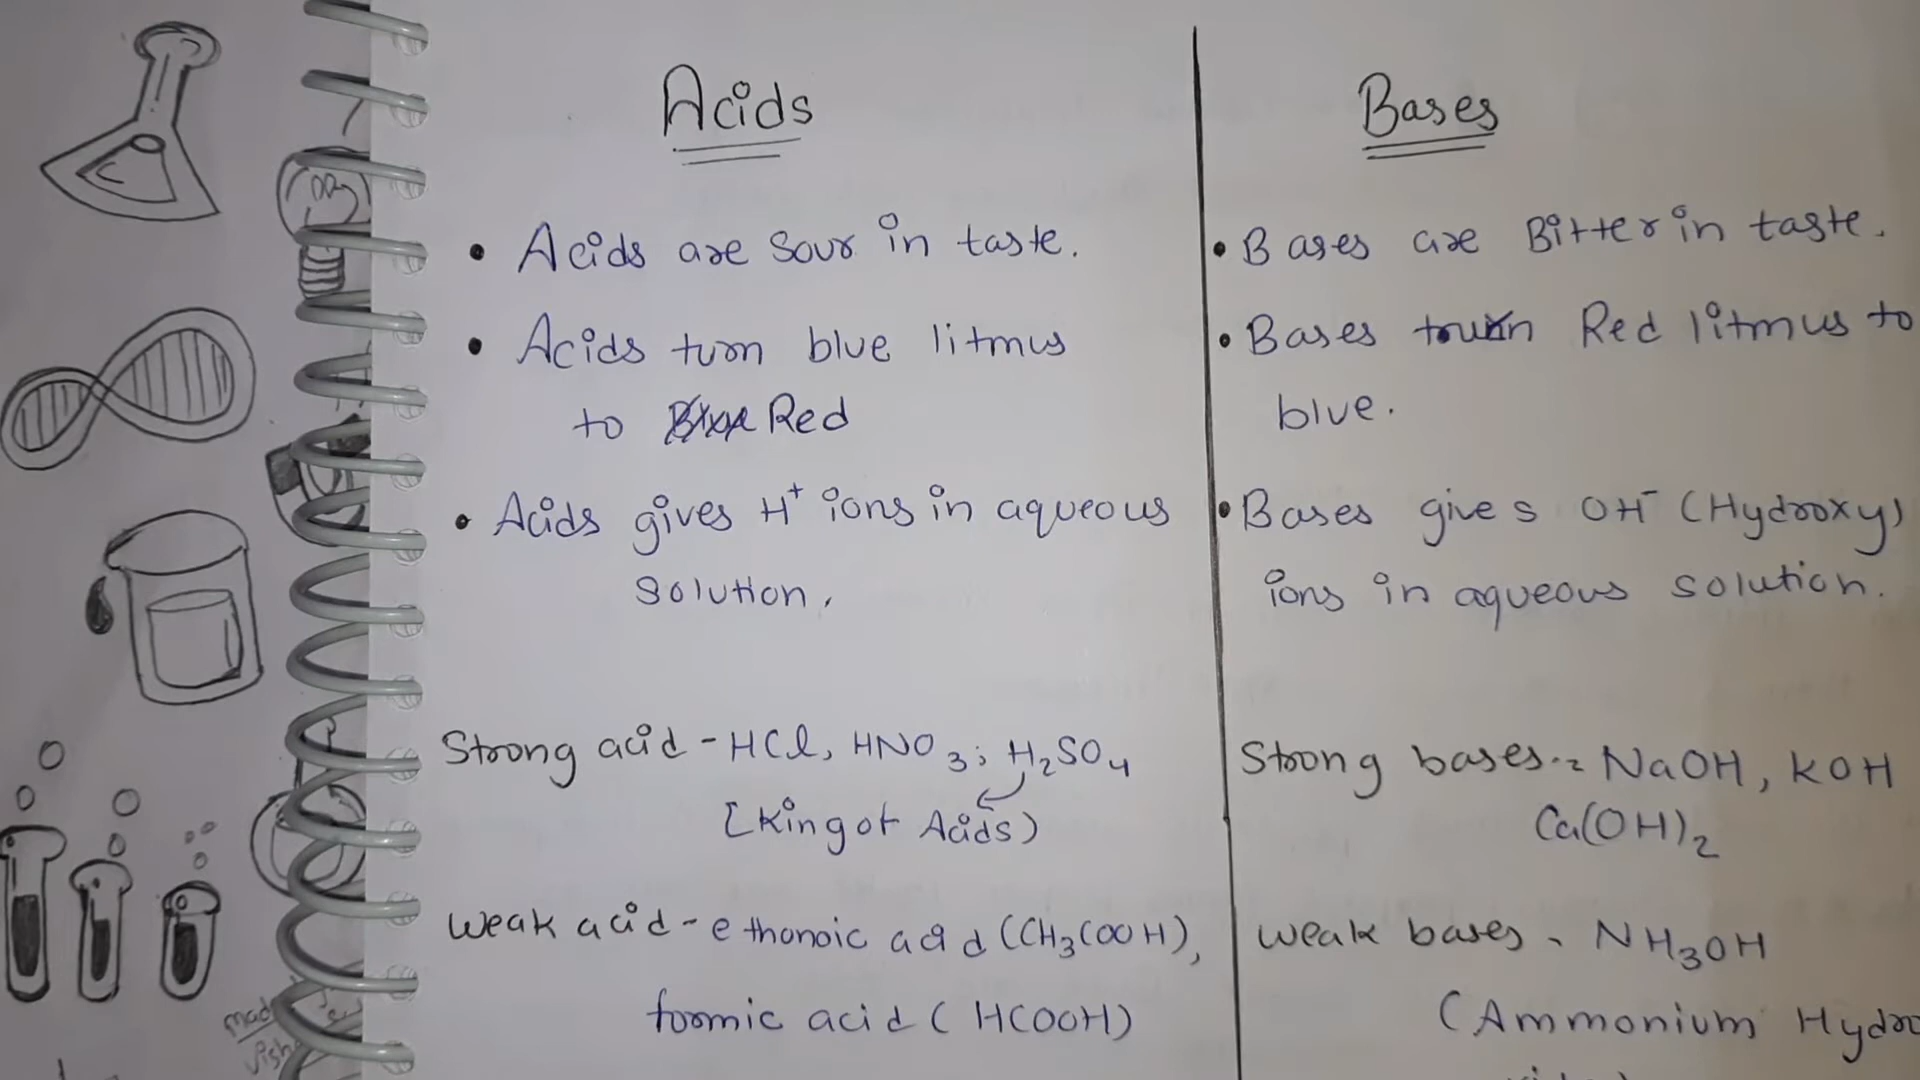 Acids
• Acids are Sour in taste.
• Acids turn blue litmus
to Red
• Acids gives H⁺ ions in aqueous
Solution.
Strong acid - HCl, HNO₃; H₂SO₄
[King of Acids)
Weak acid - ethonoic acid (CH₃COOH),
formic acid (HCOOH)
Bases
• Bases are Bitter in taste.
• Bases turn Red litmus to
blue.
• Bases gives OH⁻ (Hydroxy)
ions in aqueous solution.
Strong bases.- NaOH, KOH
Ca(OH)₂
Weak bases - NH₃OH
(Ammonium Hydro
mad